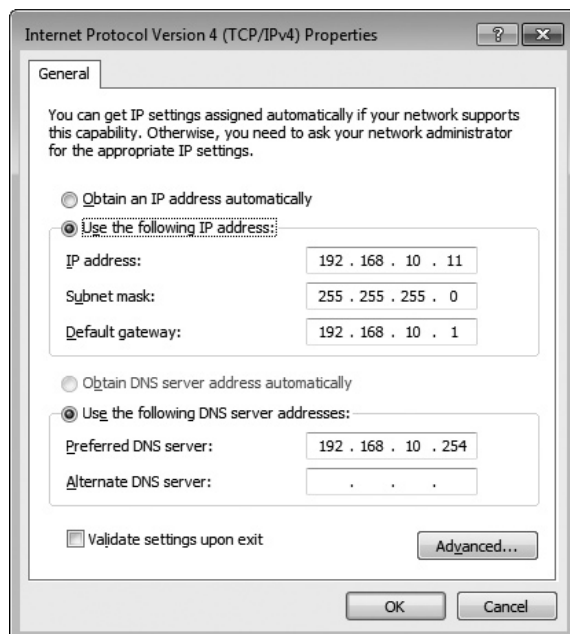 Internet Protocol Version 4 (TCP/IPv4) Properties
General
You can get IP settings assigned automatically if your network supports
this capability. Otherwise, you need to ask your network administrator
for the appropriate IP settings.
Obtain an IP address automatically
Use the following IP address:
IP address: 192 . 168 . 10 . 11
Subnet mask: 255 . 255 . 255 . 0
Default gateway: 192 . 168 . 10 . 1
Obtain DNS server address automatically
Use the following DNS server addresses:
Preferred DNS server: 192 . 168 . 10 . 254
Alternate DNS server: . . .
Validate settings upon exit
Advanced...
OK Cancel